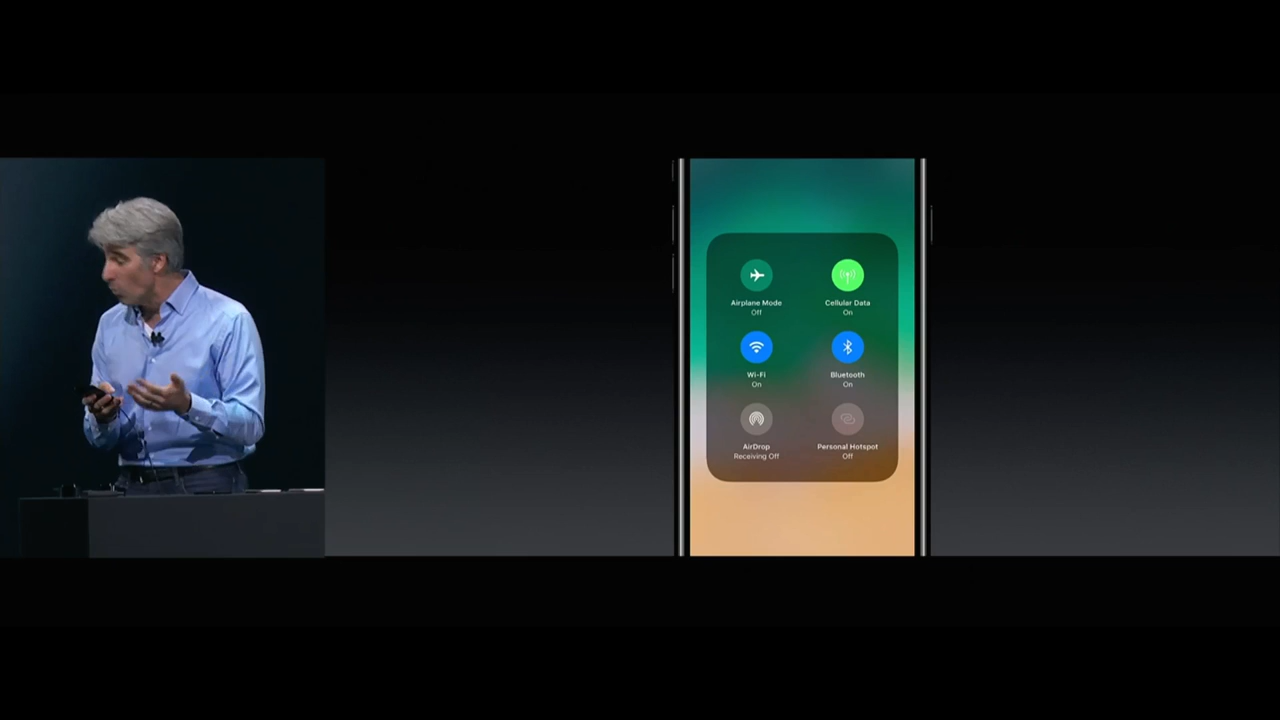 Airplane Mode
Off
Cellular Data
On
Wi-Fi
On
Bluetooth
On
AirDrop
Receiving Off
Personal Hotspot
Off